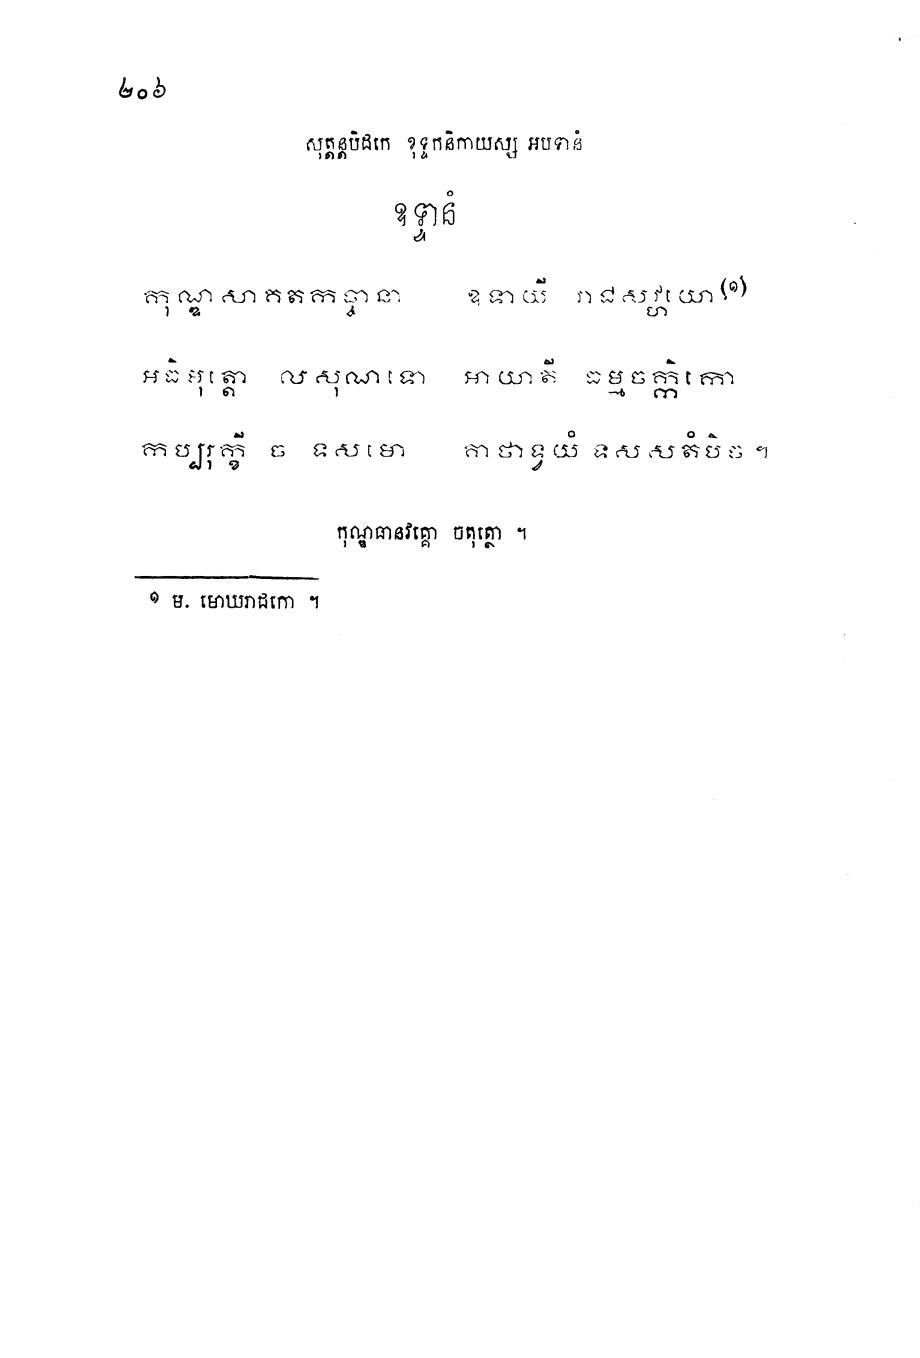 ២០៦
សុត្តន្តបិដកេ ខុទ្ទកនិកាយស្ស អបទានំ
ឧទ្ទានំ
កុណ្ឌសាគតកច្ចានា ឧទាយី រាជសវ្ហយោ(១)
អធិមុត្តោ លសុណទោ អាយាតី ធម្មចក្កិកោ
កប្បរុក្ខី ច ទសមោ គាថាទ្វយំ ទសសតំបិច ។
កុណ្ឌធានវគ្គោ ចតុត្ថោ ។
១ ម. មោឃរាជកោ ។